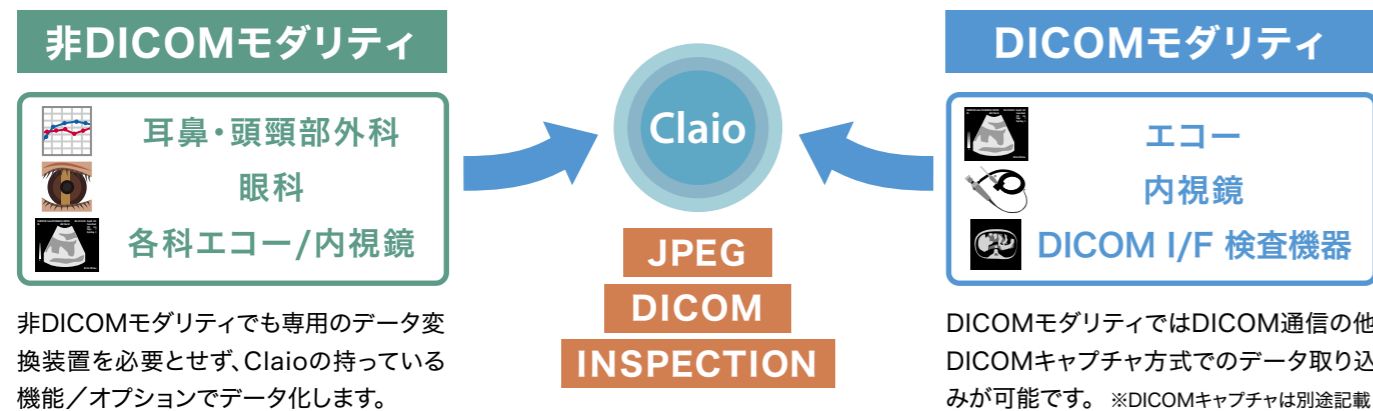 非DICOMモダリティ
耳鼻・頭頸部外科
眼科
各科エコー/内視鏡
非DICOMモダリティでも専用のデータ変
換装置を必要とせず、Claioの持っている
機能／オプションでデータ化します。
Claio
JPEG
DICOM
INSPECTION
DICOMモダリティ
エコー
内視鏡
DICOM I/F 検査機器
DICOMモダリティではDICOM通信の他
DICOMキャプチャ方式でのデータ取り込
みが可能です。 ※DICOMキャプチャは別途記載